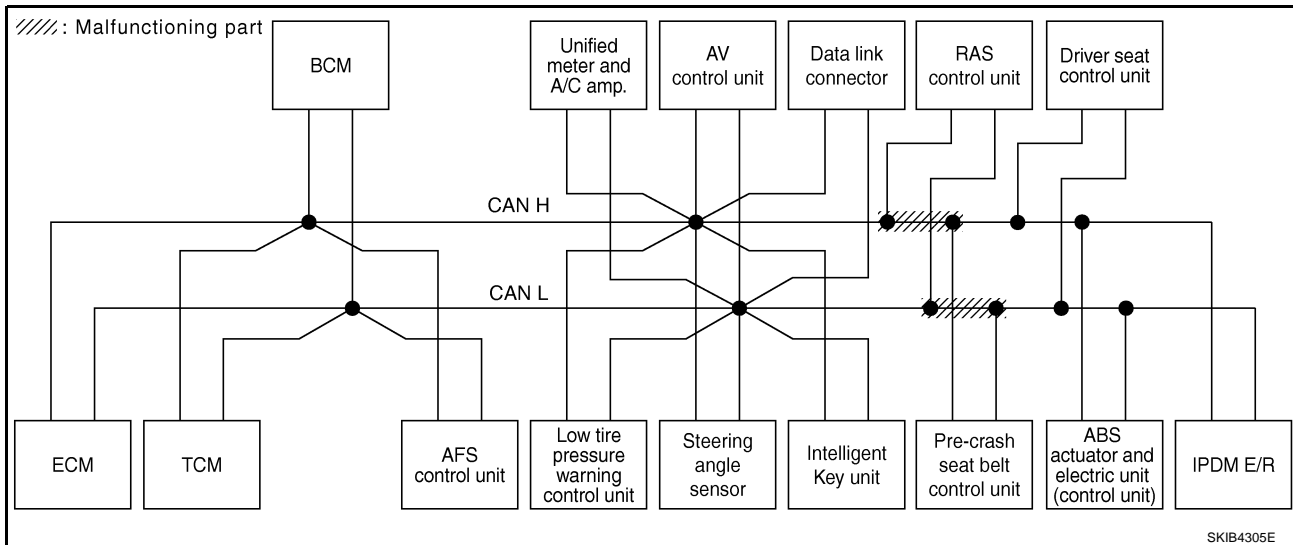 : Malfunctioning part
BCM
Unified
meter and
A/C amp.
AV
control unit
Data link
connector
RAS
control unit
Driver seat
control unit
CAN H
CAN L
ECM
TCM
AFS
control unit
Low tire
pressure
warning
control unit
Steering
angle
sensor
Intelligent
Key unit
Pre-crash
seat belt
control unit
ABS
actuator and
electric unit
(control unit)
IPDM E/R
SKIB4305E